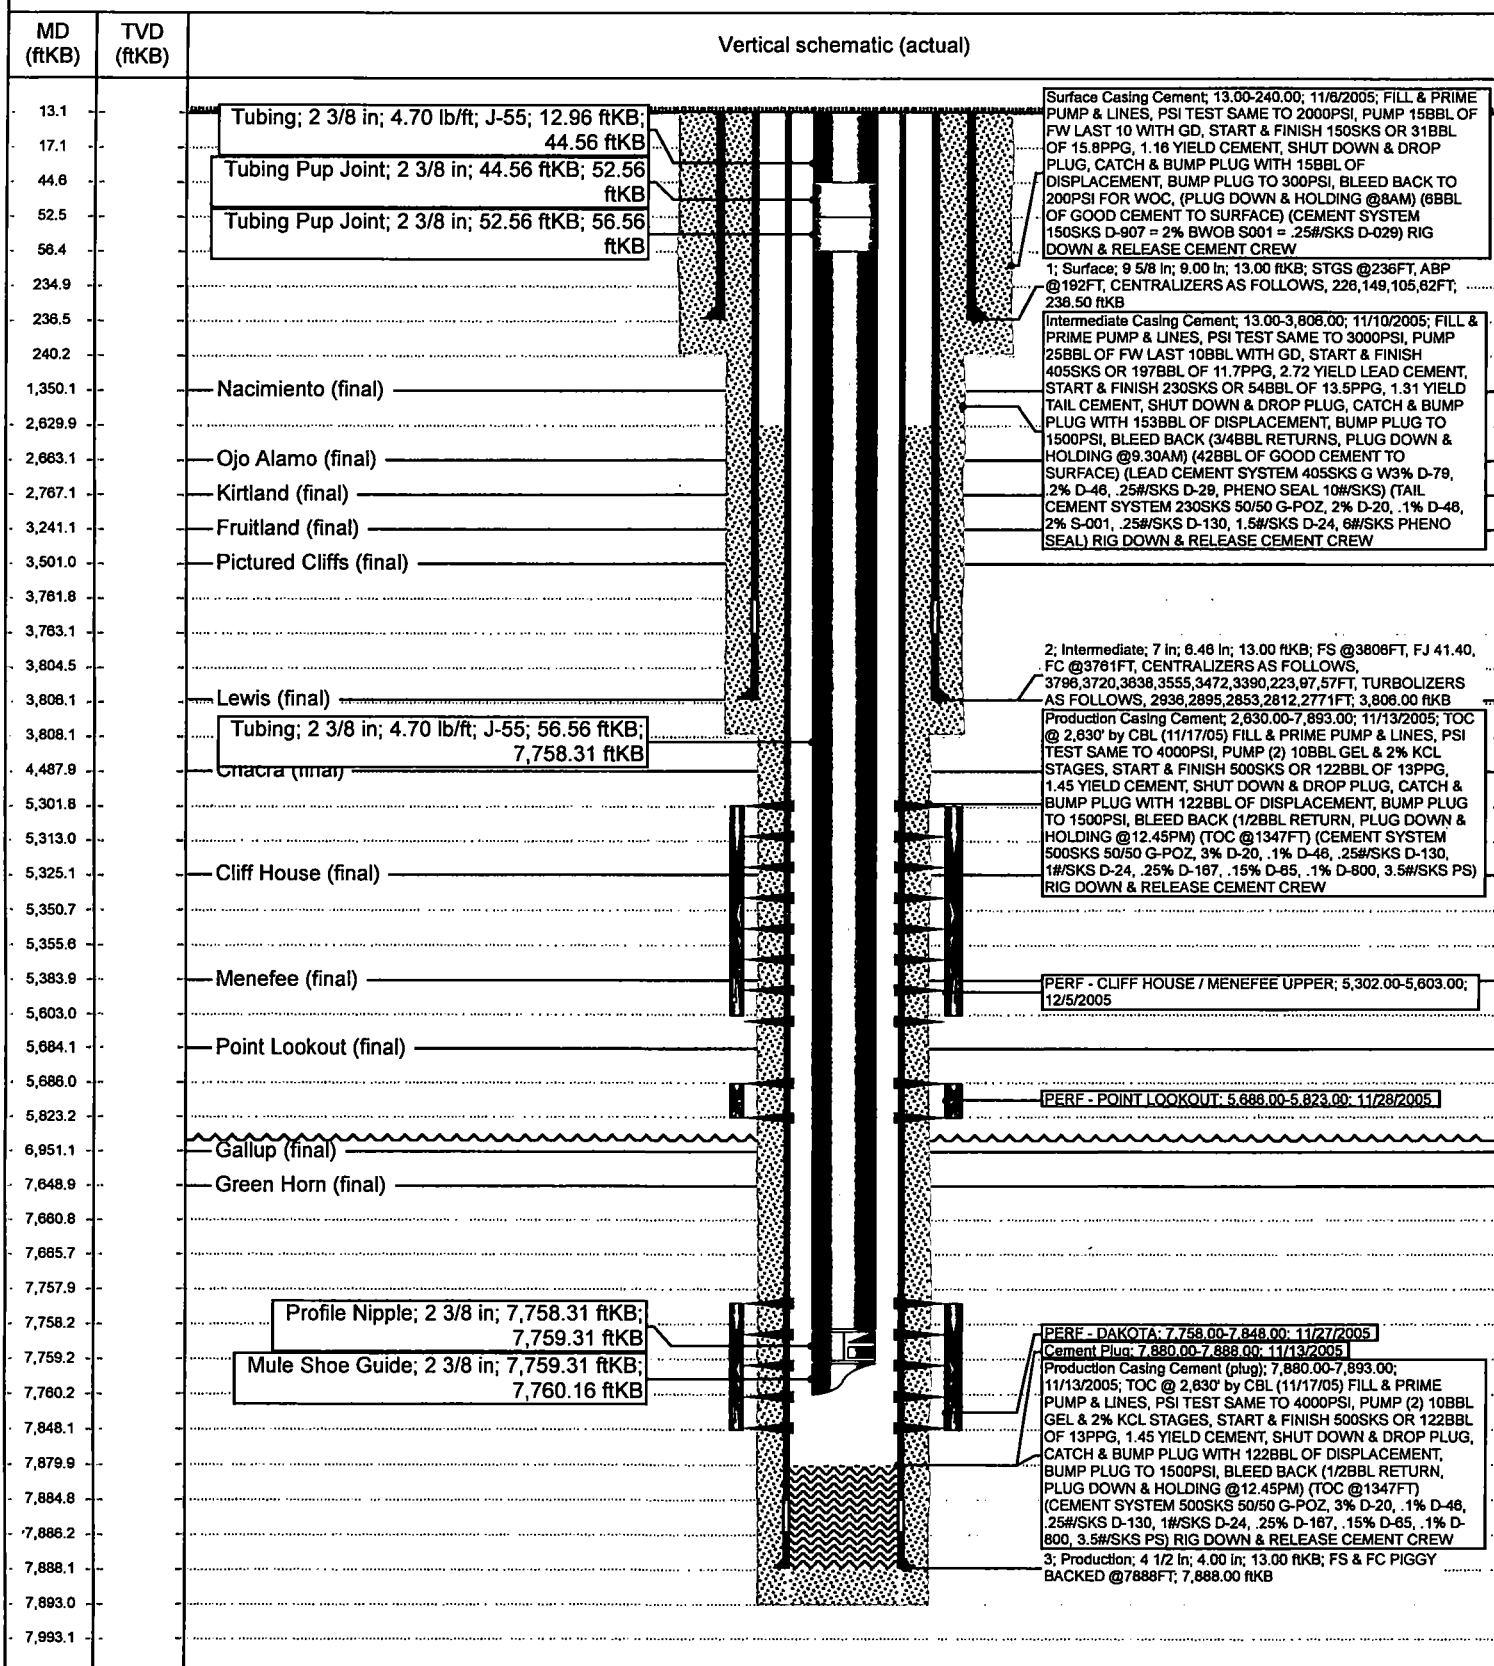 MD
(ftKB)
TVD
(ftKB)
Vertical schematic (actual)
13.1
17.1
44.6
52.5
56.4
234.9
236.5
240.2
1,350.1
2,629.9
2,663.1
2,767.1
3,241.1
3,501.0
3,761.8
3,763.1
3,804.5
3,806.1
3,808.1
4,487.9
5,301.8
5,313.0
5,325.1
5,350.7
5,355.6
5,383.9
5,603.0
5,684.1
5,686.0
5,823.2
6,951.1
7,648.9
7,660.8
7,665.7
7,757.9
7,758.2
7,759.2
7,760.2
7,848.1
7,879.9
7,884.8
7,886.2
7,888.1
7,893.0
7,993.1
Tubing; 2 3/8 in; 4.70 lb/ft; J-55; 12.96 ftKB;
44.56 ftKB
Tubing Pup Joint; 2 3/8 in; 44.56 ftKB; 52.56
ftKB
Tubing Pup Joint; 2 3/8 in; 52.56 ftKB; 56.56
ftKB
Nacimiento (final)
Ojo Alamo (final)
Kirtland (final)
Fruitland (final)
Pictured Cliffs (final)
Lewis (final)
Tubing; 2 3/8 in; 4.70 lb/ft; J-55; 56.56 ftKB;
7,758.31 ftKB
Chacra (final)
Cliff House (final)
Menefee (final)
Point Lookout (final)
Gallup (final)
Green Horn (final)
Profile Nipple; 2 3/8 in; 7,758.31 ftKB;
7,759.31 ftKB
Mule Shoe Guide; 2 3/8 in; 7,759.31 ftKB;
7,760.16 ftKB
Surface Casing Cement; 13.00-240.00; 11/6/2005; FILL & PRIME
PUMP & LINES, PSI TEST SAME TO 2000PSI, PUMP 15BBL OF
FW LAST 10 WITH GD, START & FINISH 150SKS OR 31BBL
OF 15.8PPG, 1.16 YIELD CEMENT, SHUT DOWN & DROP
PLUG, CATCH & BUMP PLUG WITH 15BBL OF
DISPLACEMENT, BUMP PLUG TO 300PSI, BLEED BACK TO
200PSI FOR WOC, (PLUG DOWN & HOLDING @8AM) (6BBL
OF GOOD CEMENT TO SURFACE) (CEMENT SYSTEM
150SKS D-907 = 2% BWOB S001 = .25#/SKS D-029) RIG
DOWN & RELEASE CEMENT CREW
1; Surface; 9 5/8 in; 9.00 in; 13.00 ftKB; STGS @236FT, ABP
@192FT, CENTRALIZERS AS FOLLOWS, 226,149,105,62FT;
236.50 ftKB
Intermediate Casing Cement; 13.00-3,808.00; 11/10/2005; FILL &
PRIME PUMP & LINES, PSI TEST SAME TO 3000PSI, PUMP
25BBL OF FW LAST 10BBL WITH GD, START & FINISH
405SKS OR 197BBL OF 11.7PPG, 2.72 YIELD LEAD CEMENT,
START & FINISH 230SKS OR 54BBL OF 13.5PPG, 1.31 YIELD
TAIL CEMENT, SHUT DOWN & DROP PLUG, CATCH & BUMP
PLUG WITH 153BBL OF DISPLACEMENT, BUMP PLUG TO
1500PSI, BLEED BACK (3/4BBL RETURNS, PLUG DOWN &
HOLDING @9.30AM) (42BBL OF GOOD CEMENT TO
SURFACE) (LEAD CEMENT SYSTEM 405SKS G W3% D-79,
.2% D-46, .25#/SKS D-29, PHENO SEAL 10#/SKS) (TAIL
CEMENT SYSTEM 230SKS 50/50 G-POZ, 2% D-20, .1% D-46,
2% S-001, .25#/SKS D-130, 1.5#/SKS D-24, 6#/SKS PHENO
SEAL) RIG DOWN & RELEASE CEMENT CREW
2; Intermediate; 7 in; 6.46 in; 13.00 ftKB; FS @3806FT, FJ 41.40,
FC @3761FT, CENTRALIZERS AS FOLLOWS,
3796,3720,3638,3555,3472,3390,223,97,57FT, TURBOLIZERS
AS FOLLOWS, 2936,2895,2853,2812,2771FT; 3,806.00 ftKB
Production Casing Cement; 2,630.00-7,893.00; 11/13/2005; TOC
@ 2,630' by CBL (11/17/05) FILL & PRIME PUMP & LINES, PSI
TEST SAME TO 4000PSI, PUMP (2) 10BBL GEL & 2% KCL
STAGES, START & FINISH 500SKS OR 122BBL OF 13PPG,
1.45 YIELD CEMENT, SHUT DOWN & DROP PLUG, CATCH &
BUMP PLUG WITH 122BBL OF DISPLACEMENT, BUMP PLUG
TO 1500PSI, BLEED BACK (1/2BBL RETURN, PLUG DOWN &
HOLDING @12.45PM) (TOC @1347FT) (CEMENT SYSTEM
500SKS 50/50 G-POZ, 3% D-20, .1% D-46, .25#/SKS D-130,
1#/SKS D-24, .25% D-167, .15% D-65, .1% D-800, 3.5#/SKS PS)
RIG DOWN & RELEASE CEMENT CREW
PERF - CLIFF HOUSE / MENEFEE UPPER; 5,302.00-5,603.00;
12/5/2005
PERF - POINT LOOKOUT; 5,686.00-5,823.00; 11/28/2005
PERF - DAKOTA; 7,758.00-7,848.00; 11/27/2005
Cement Plug; 7,880.00-7,888.00; 11/13/2005
Production Casing Cement (plug); 7,880.00-7,893.00;
11/13/2005; TOC @ 2,630' by CBL (11/17/05) FILL & PRIME
PUMP & LINES, PSI TEST SAME TO 4000PSI, PUMP (2) 10BBL
GEL & 2% KCL STAGES, START & FINISH 500SKS OR 122BBL
OF 13PPG, 1.45 YIELD CEMENT, SHUT DOWN & DROP PLUG,
CATCH & BUMP PLUG WITH 122BBL OF DISPLACEMENT,
BUMP PLUG TO 1500PSI, BLEED BACK (1/2BBL RETURN,
PLUG DOWN & HOLDING @12.45PM) (TOC @1347FT)
(CEMENT SYSTEM 500SKS 50/50 G-POZ, 3% D-20, .1% D-46,
.25#/SKS D-130, 1#/SKS D-24, .25% D-167, .15% D-65, .1% D-
800, 3.5#/SKS PS) RIG DOWN & RELEASE CEMENT CREW
3; Production; 4 1/2 in; 4.00 in; 13.00 ftKB; FS & FC PIGGY
BACKED @7888FT; 7,888.00 ftKB